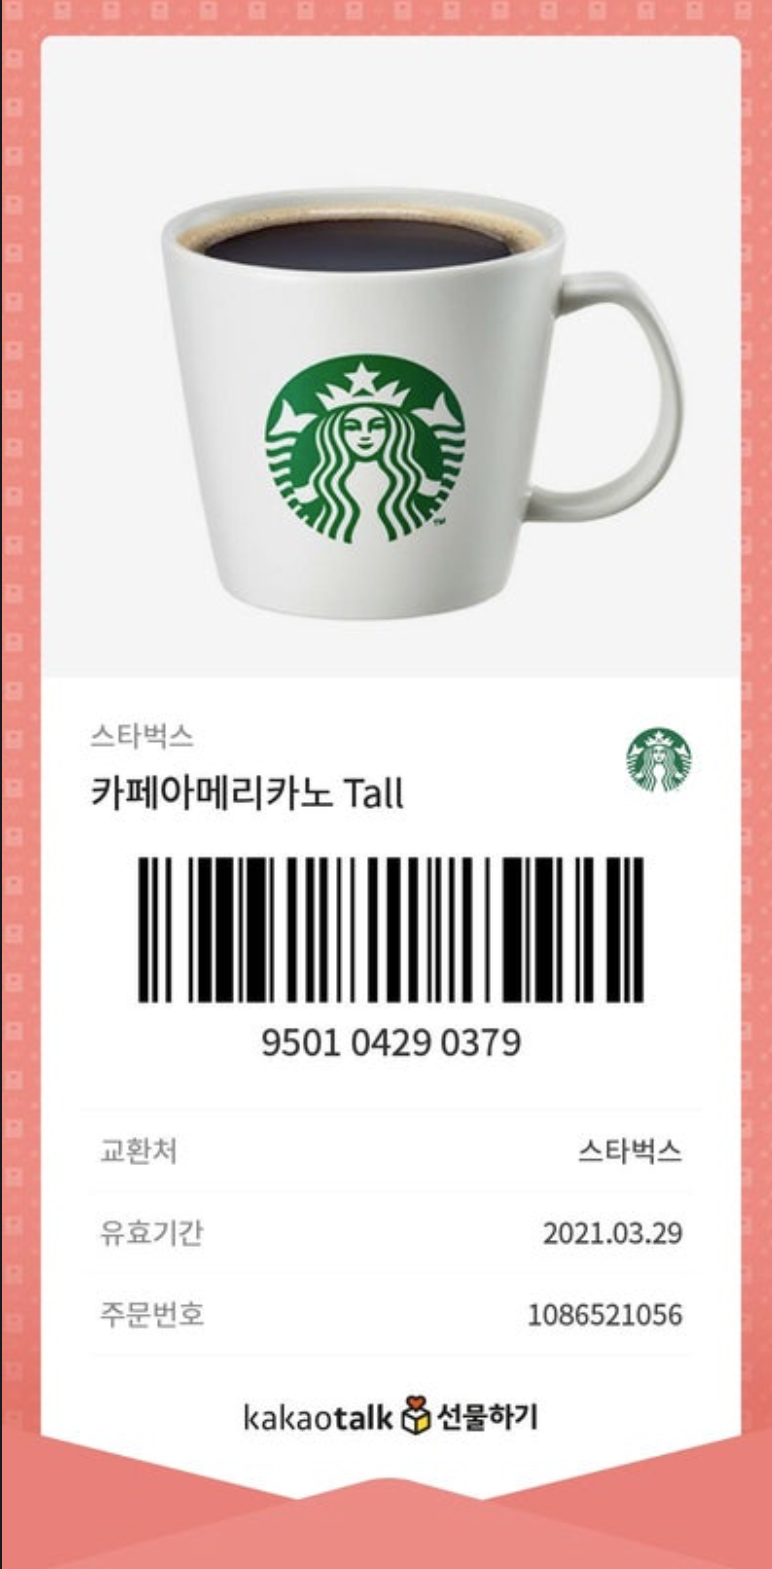 TM
스타벅스
카페아메리카노 Tall
9501 0429 0379
교환처 스타벅스
유효기간 2021.03.29
주문번호 1086521056
kakaotalk 선물하기